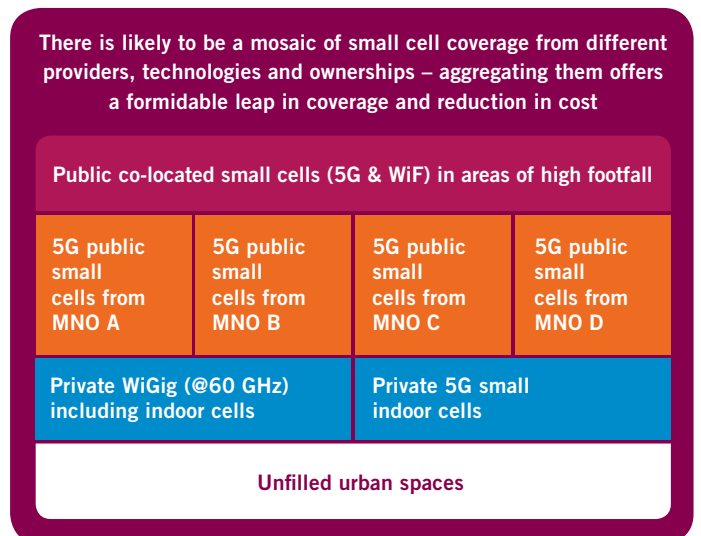 There is likely to be a mosaic of small cell coverage from different
providers, technologies and ownerships – aggregating them offers
a formidable leap in coverage and reduction in cost
Public co-located small cells (5G & WiF) in areas of high footfall
5G public
small
cells from
MNO A
5G public
small
cells from
MNO B
5G public
small
cells from
MNO C
5G public
small
cells from
MNO D
Private WiGig (@60 GHz)
including indoor cells
Private 5G small
indoor cells
Unfilled urban spaces